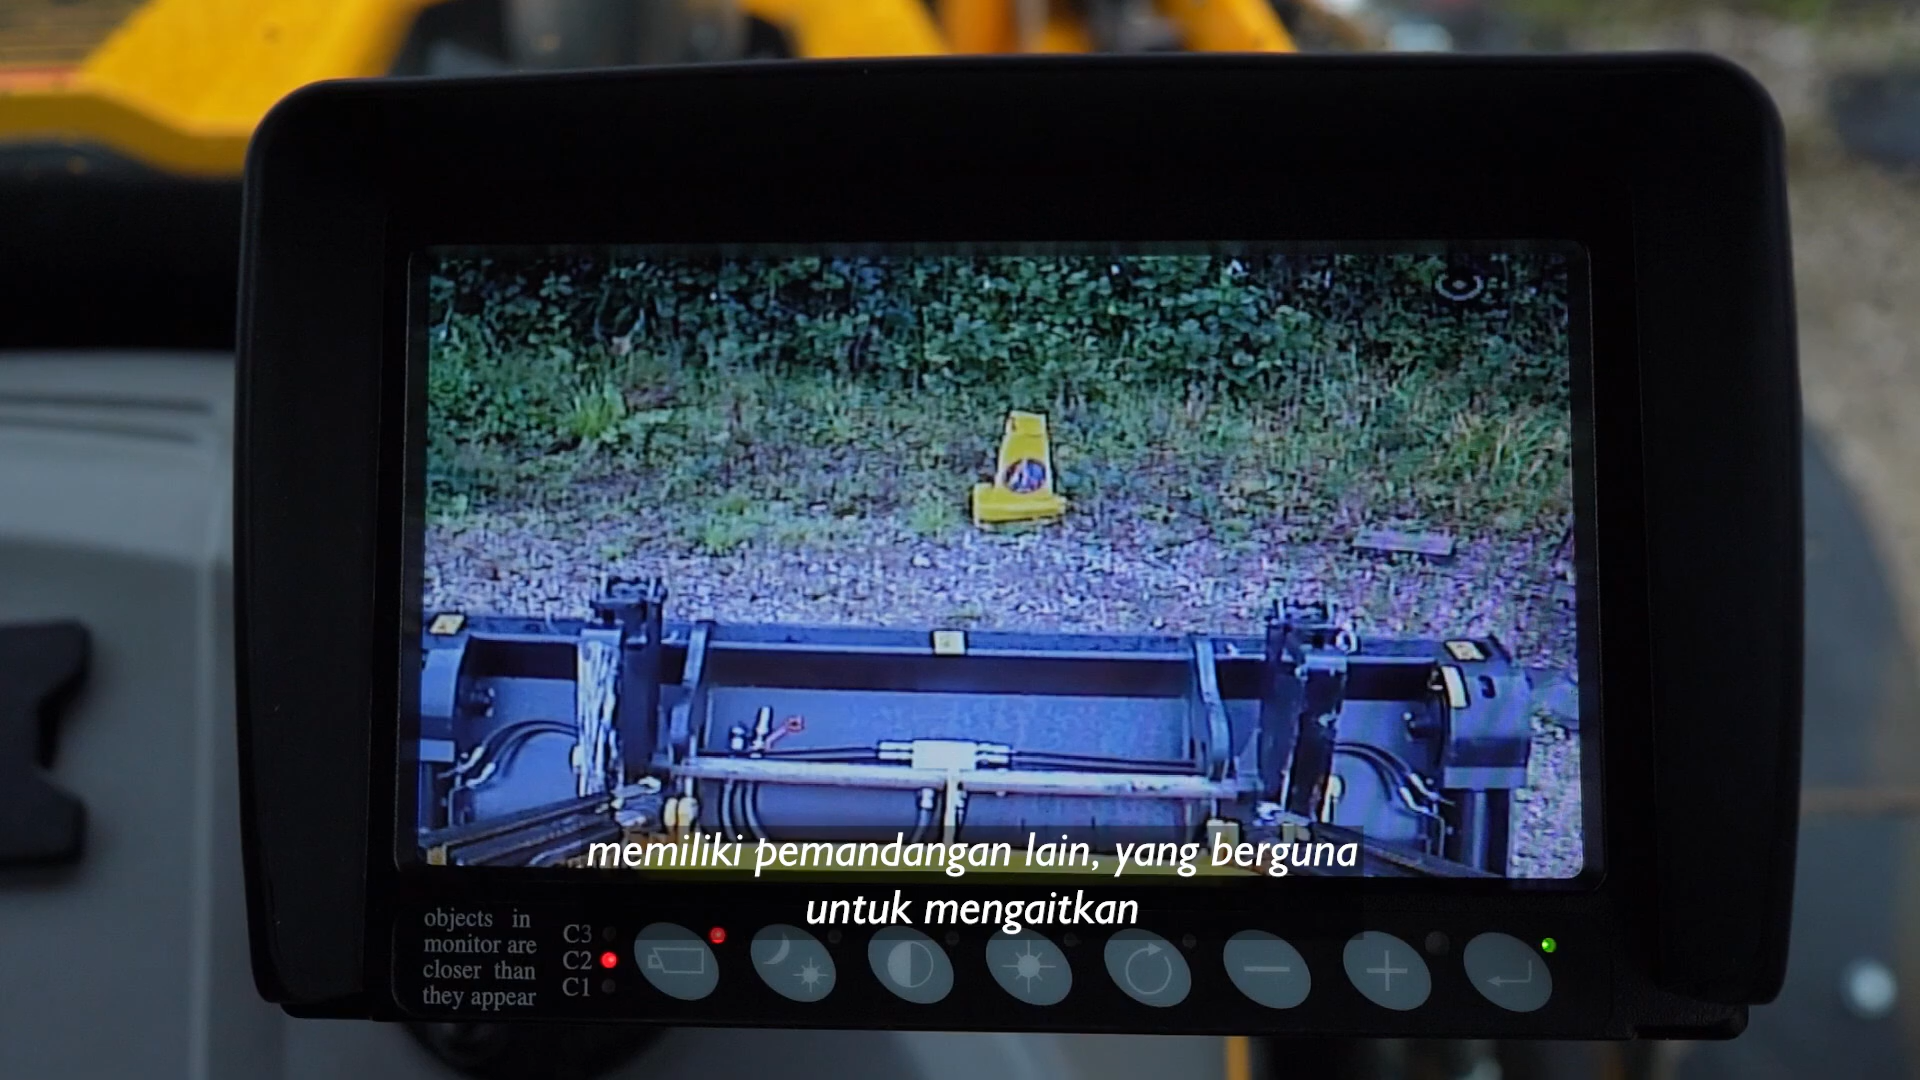 memiliki pemandangan lain, yang berguna
untuk mengaitkan
objects in
monitor are
closer than
they appear
C3
C2
C1